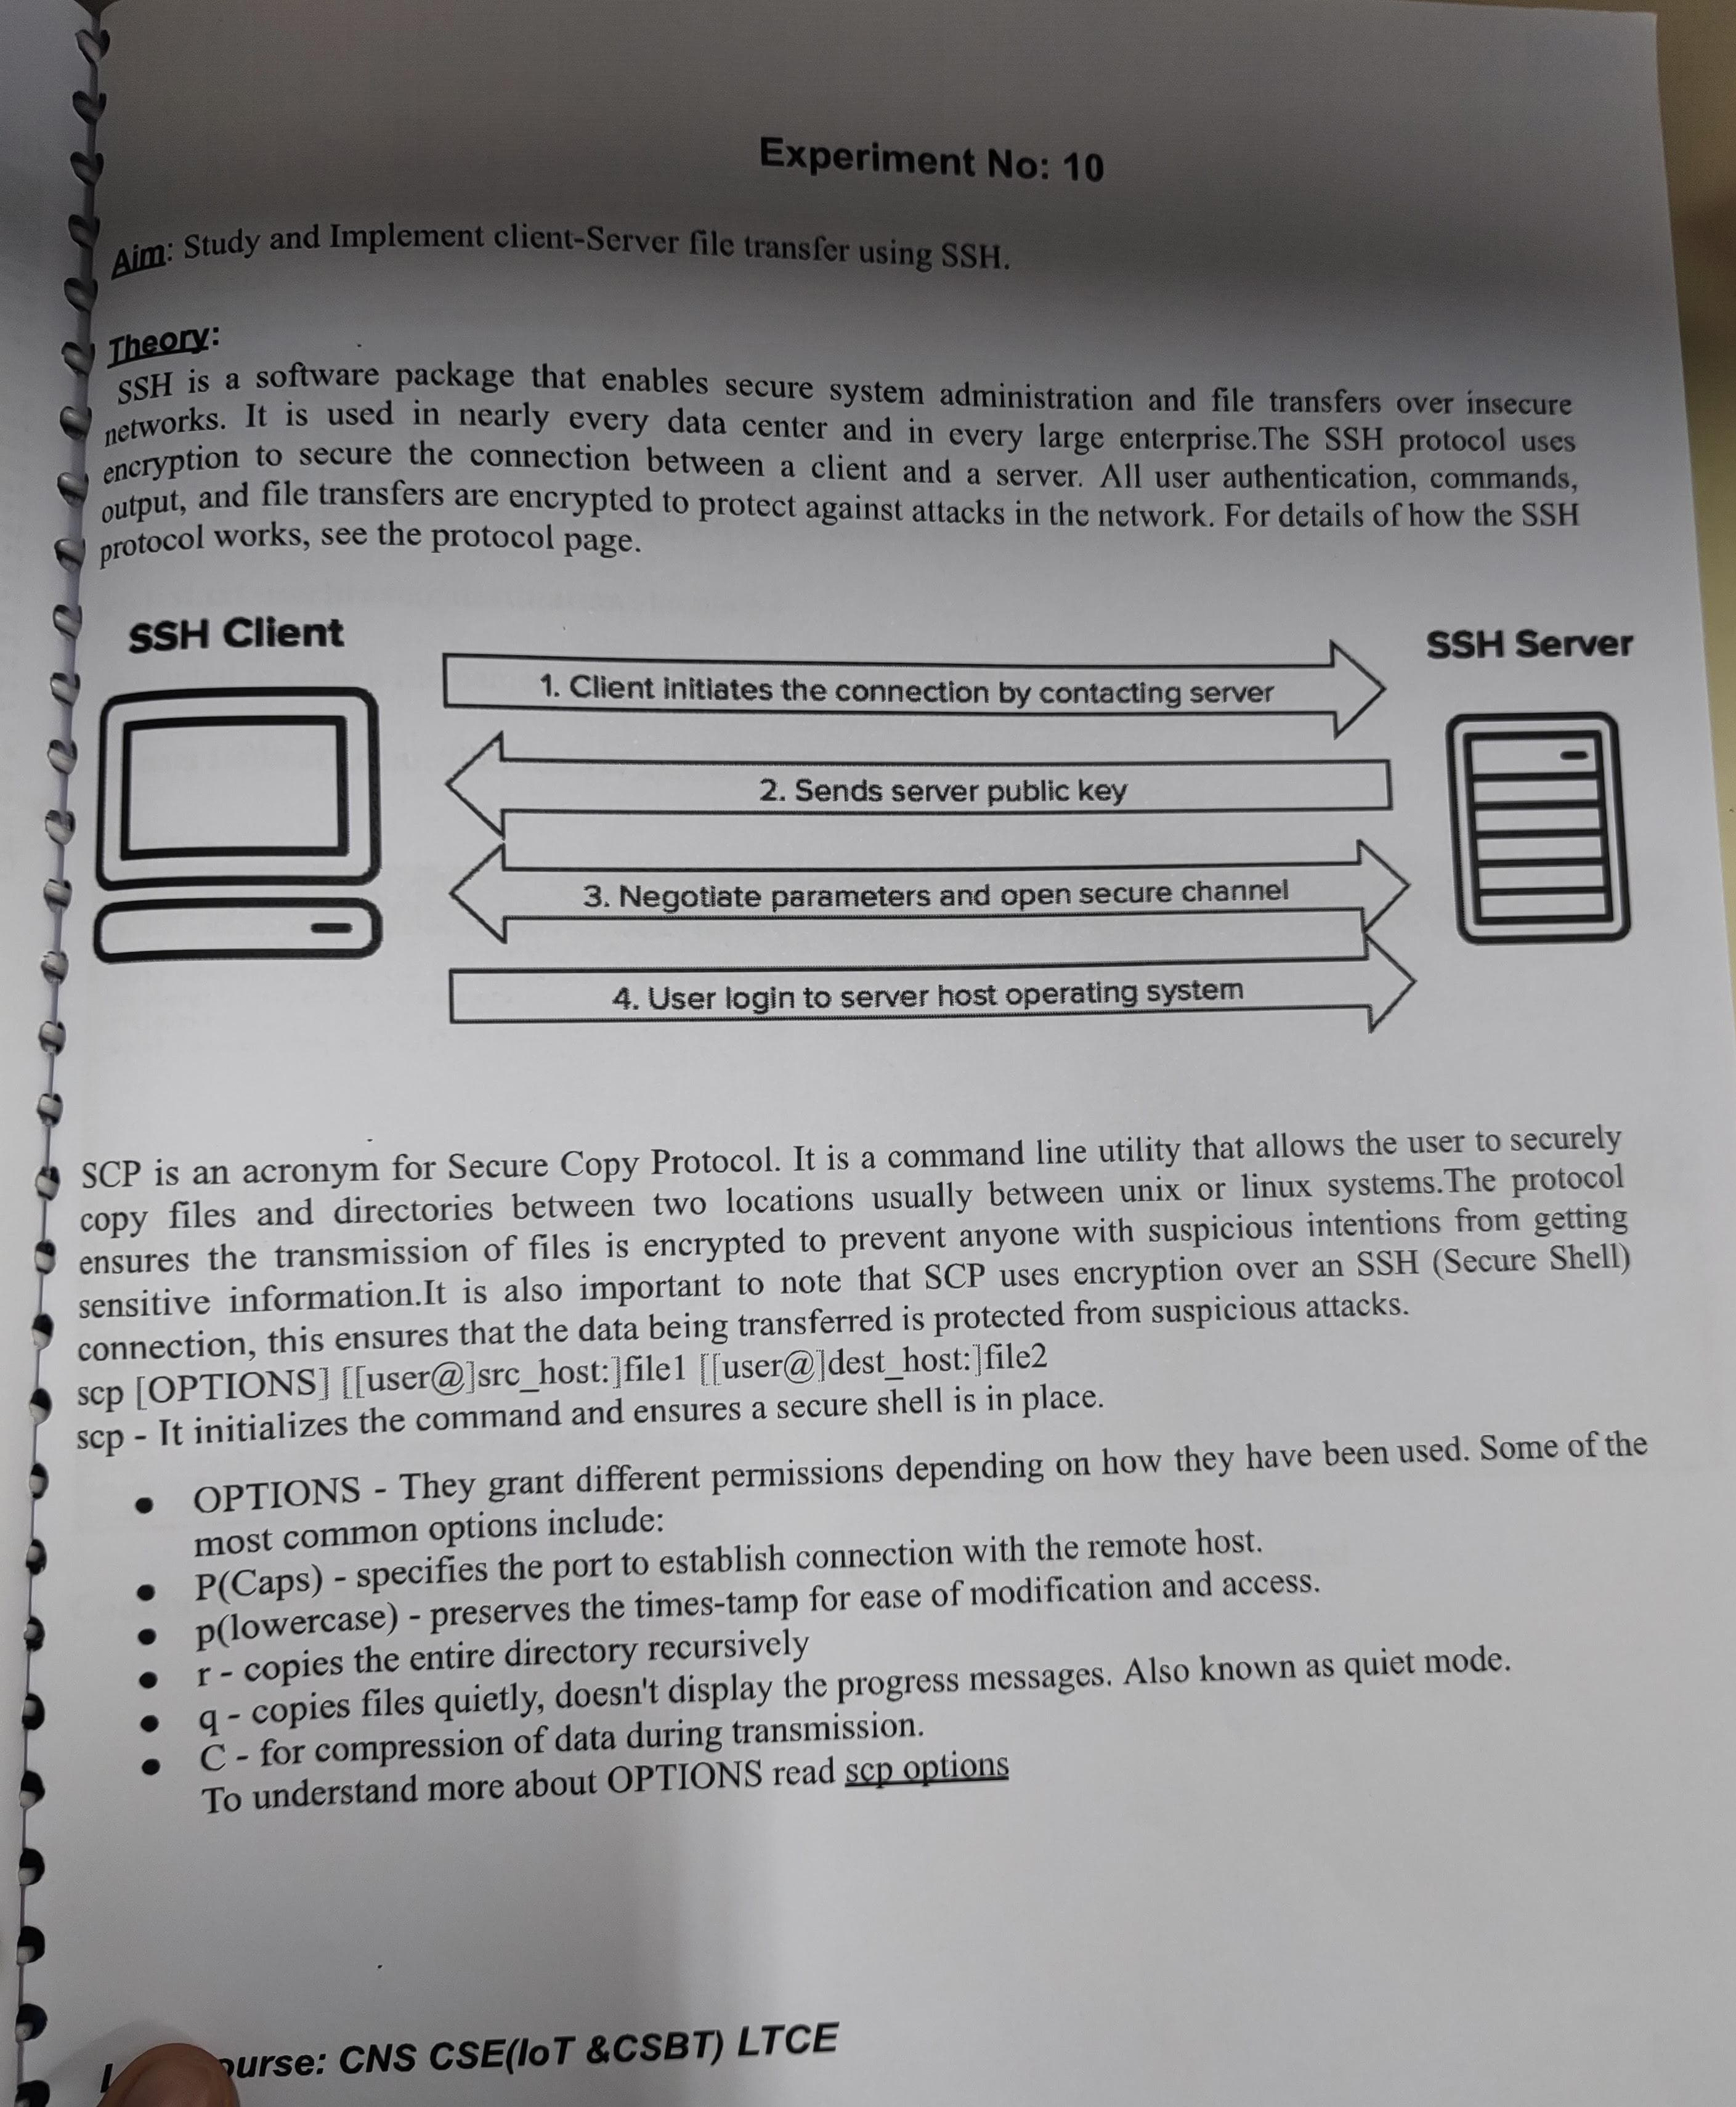 Experiment No: 10
Aim: Study and Implement client-Server file transfer using SSH.
Theory:
SSH is a software package that enables secure system administration and file transfers over insecure
networks. It is used in nearly every data center and in every large enterprise.The SSH protocol uses
encryption to secure the connection between a client and a server. All user authentication, commands,
output, and file transfers are encrypted to protect against attacks in the network. For details of how the SSH
protocol works, see the protocol page.
SSH Client
SSH Server
1. Client initiates the connection by contacting server
2. Sends server public key
3. Negotiate parameters and open secure channel
4. User login to server host operating system
SCP is an acronym for Secure Copy Protocol. It is a command line utility that allows the user to securely
copy files and directories between two locations usually between unix or linux systems.The protocol
ensures the transmission of files is encrypted to prevent anyone with suspicious intentions from getting
sensitive information.It is also important to note that SCP uses encryption over an SSH (Secure Shell)
connection, this ensures that the data being transferred is protected from suspicious attacks.
scp [OPTIONS] [[user@]src_host:]file1 [[user@]dest_host:]file2
scp - It initializes the command and ensures a secure shell is in place.
● OPTIONS - They grant different permissions depending on how they have been used. Some of the
most common options include:
● P(Caps) - specifies the port to establish connection with the remote host.
● p(lowercase) - preserves the times-tamp for ease of modification and access.
● r - copies the entire directory recursively
● q - copies files quietly, doesn't display the progress messages. Also known as quiet mode.
● C - for compression of data during transmission.
To understand more about OPTIONS read scp options
ourse: CNS CSE(IoT &CSBT) LTCE